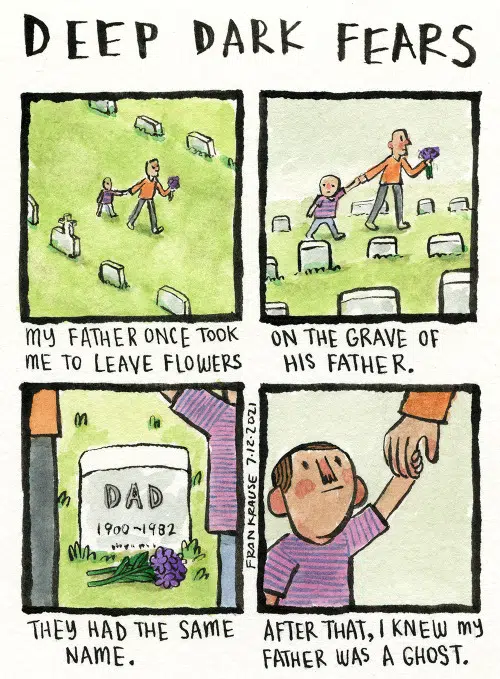 DEEP DARK FEARS
MY FATHER ONCE TOOK
ME TO LEAVE FLOWERS
ON THE GRAVE OF
HIS FATHER.
DAD
1900~1982
THEY HAD THE SAME
NAME.
FRAN KRAUSE 7-12-2021
AFTER THAT, I KNEW MY
FATHER WAS A GHOST.